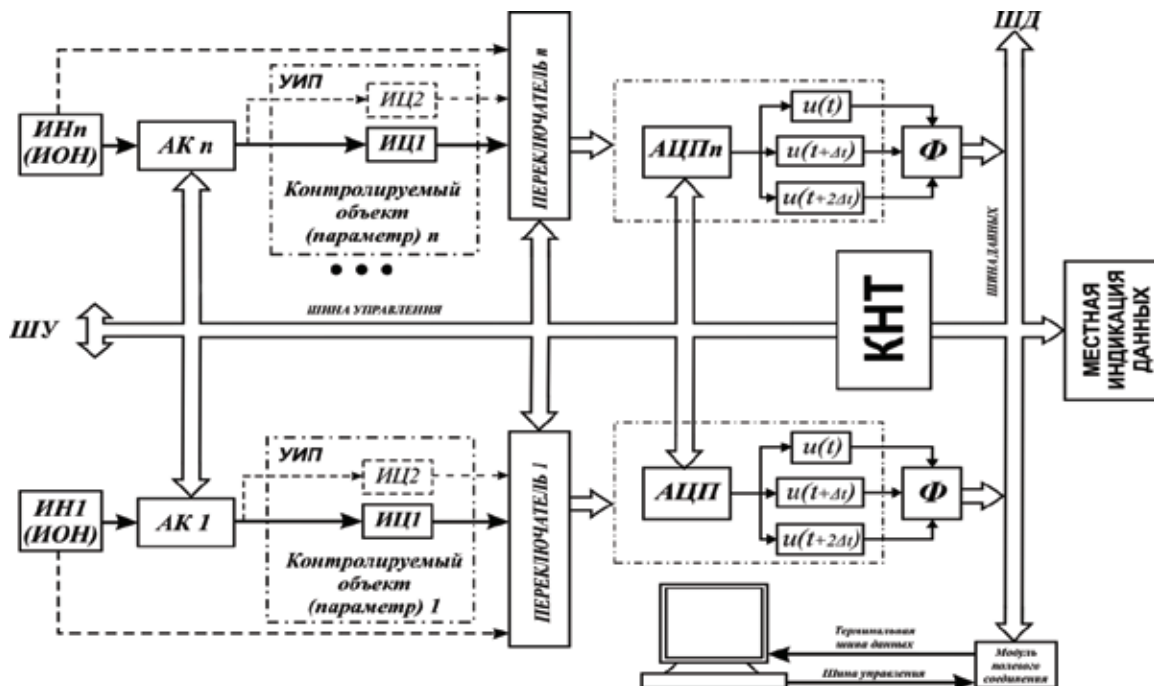 ШД
УИП
ПЕРЕКЛЮЧАТЕЛЬ n
ИЦ2
u(t)
ИНn
(ИОН)
АК n
ИЦ1
АЦПn
u(t+Δt)
Ф
Контролируемый
объект
(параметр) n
u(t+2Δt)
ШИНА ДАННЫХ
ШИНА УПРАВЛЕНИЯ
ШУ
КНТ
МЕСТНАЯ
ИНДИКАЦИЯ
ДАННЫХ
УИП
ПЕРЕКЛЮЧАТЕЛЬ 1
ИЦ2
u(t)
ИН1
(ИОН)
АК 1
ИЦ1
АЦП
u(t+Δt)
Ф
Контролируемый
объект
(параметр) 1
u(t+2Δt)
Терминальная
шина данных
Шина управления
Модуль
полевого
соединения